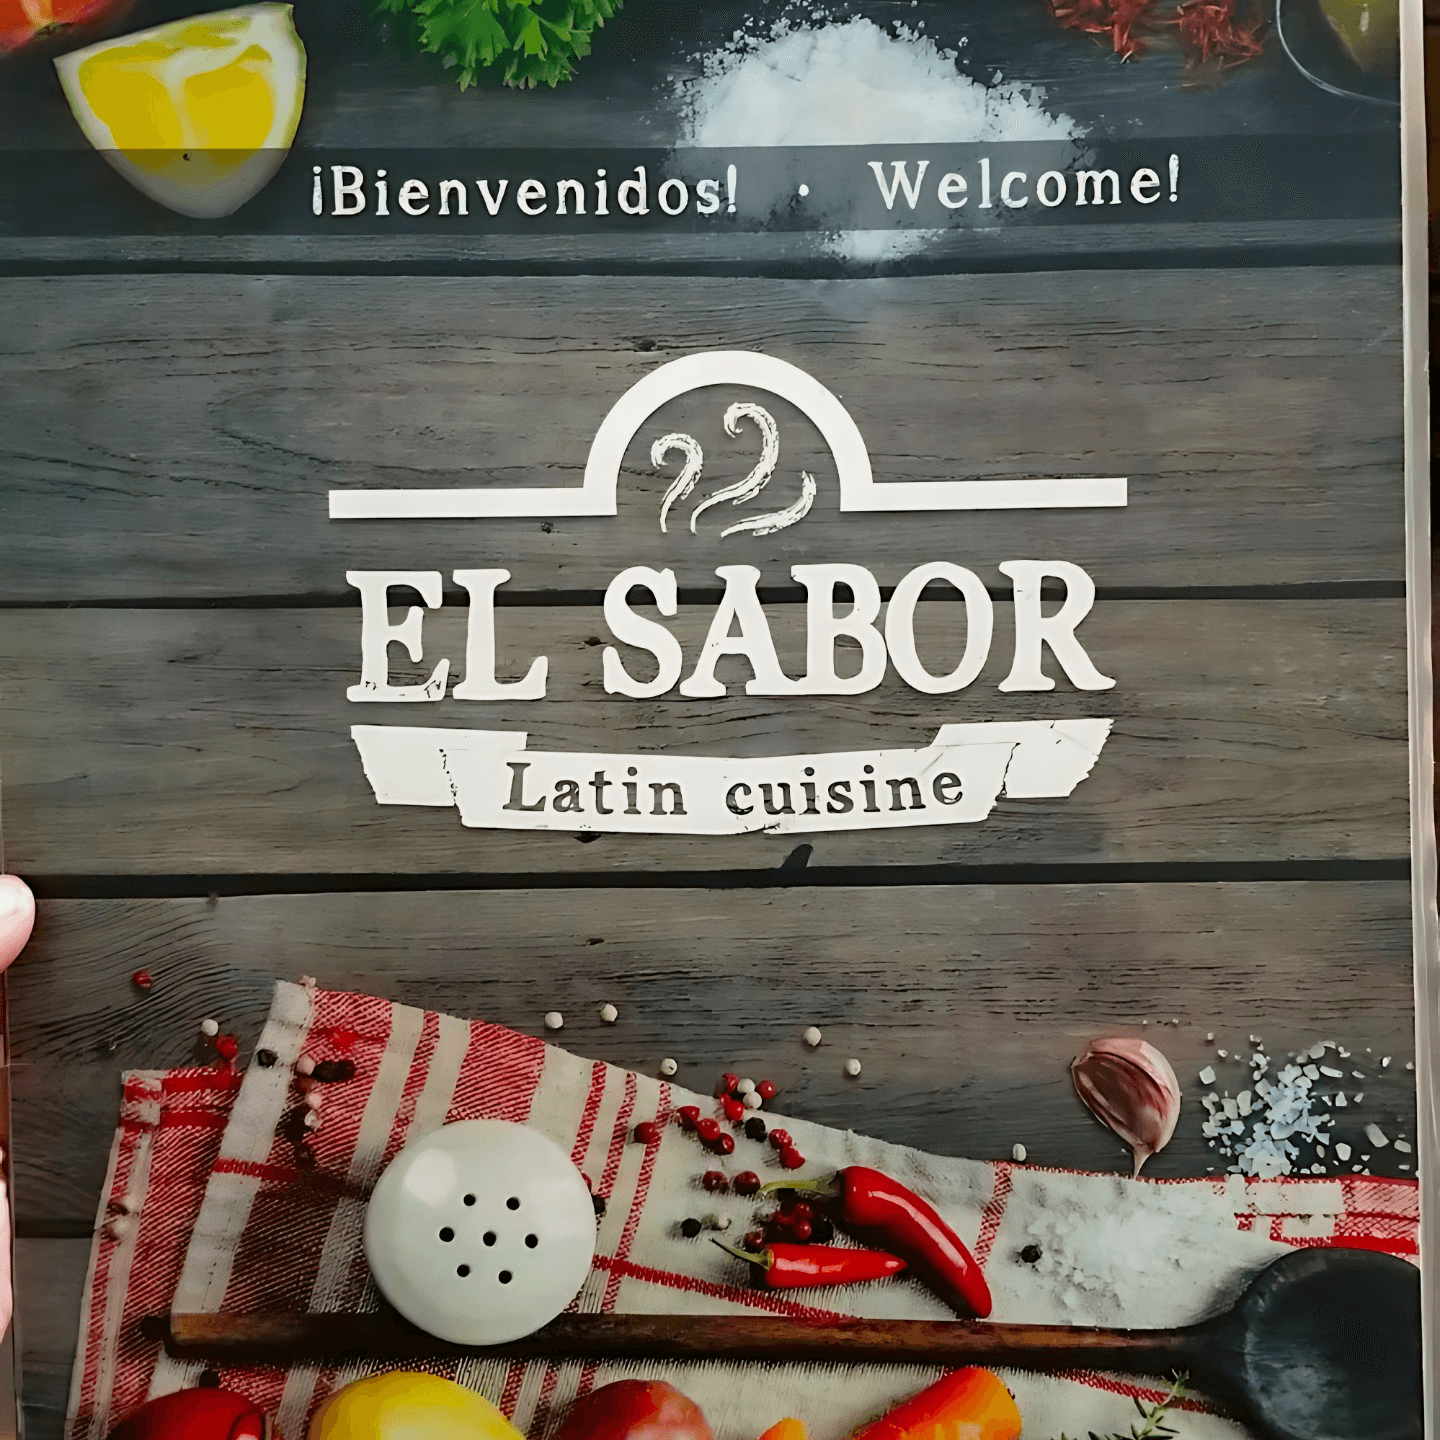 ¡Bienvenidos! · Welcome!
EL SABOR
Latin cuisine